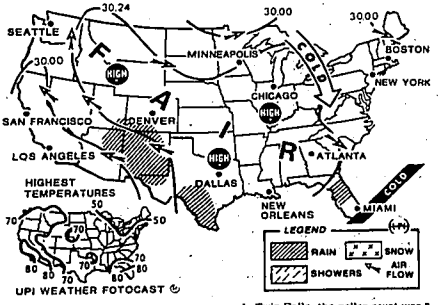 30.24
30.00
30.00
SEATTLE
BOSTON
MINNEAPOLIS
COLD
F
HIGH
30.00
NEW YORK
CHICAGO
A
HIGH
SAN FRANCISCO
DENVER
I
R
LOS ANGELES
HIGH
ATLANTA
DALLAS
HIGHEST
TEMPERATURES
NEW
ORLEANS
MIAMI
COLD
50
70
70
50
70
70
70
80
80
80
LEGEND
RAIN
SNOW
SHOWERS
AIR
FLOW
UPI WEATHER FOTOCAST ©